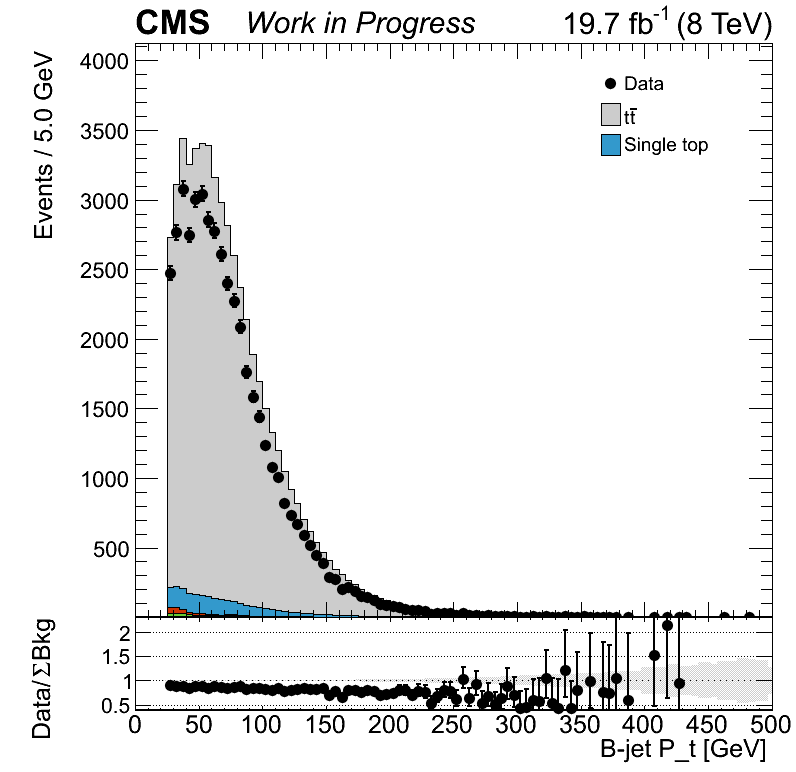 CMS Work in Progress 19.7 fb⁻¹ (8 TeV)
Events / 5.0 GeV
4000
3500
3000
2500
2000
1500
1000
500
Data
tt̄
Single top
Data/ΣBkg
2
1.5
1
0.5
0 50 100 150 200 250 300 350 400 450 500
B-jet P_t [GeV]